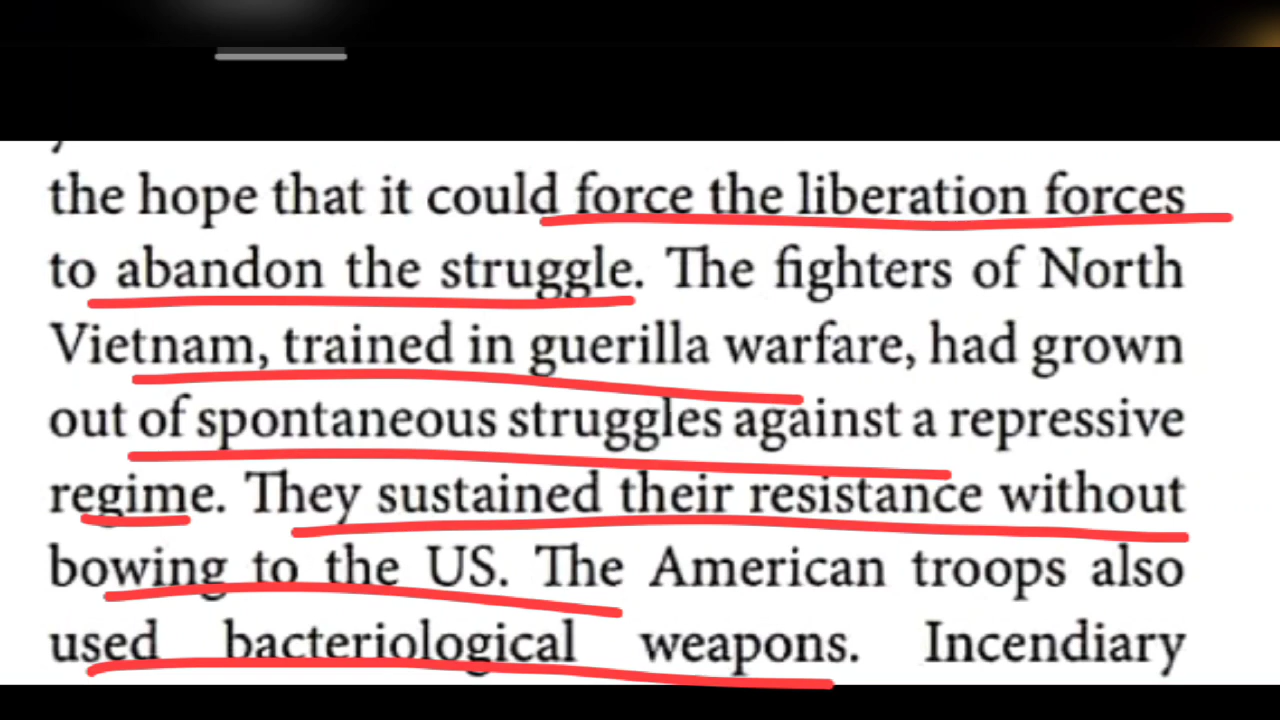 the hope that it could force the liberation forces
to abandon the struggle. The fighters of North
Vietnam, trained in guerilla warfare, had grown
out of spontaneous struggles against a repressive
regime. They sustained their resistance without
bowing to the US. The American troops also
used bacteriological weapons. Incendiary